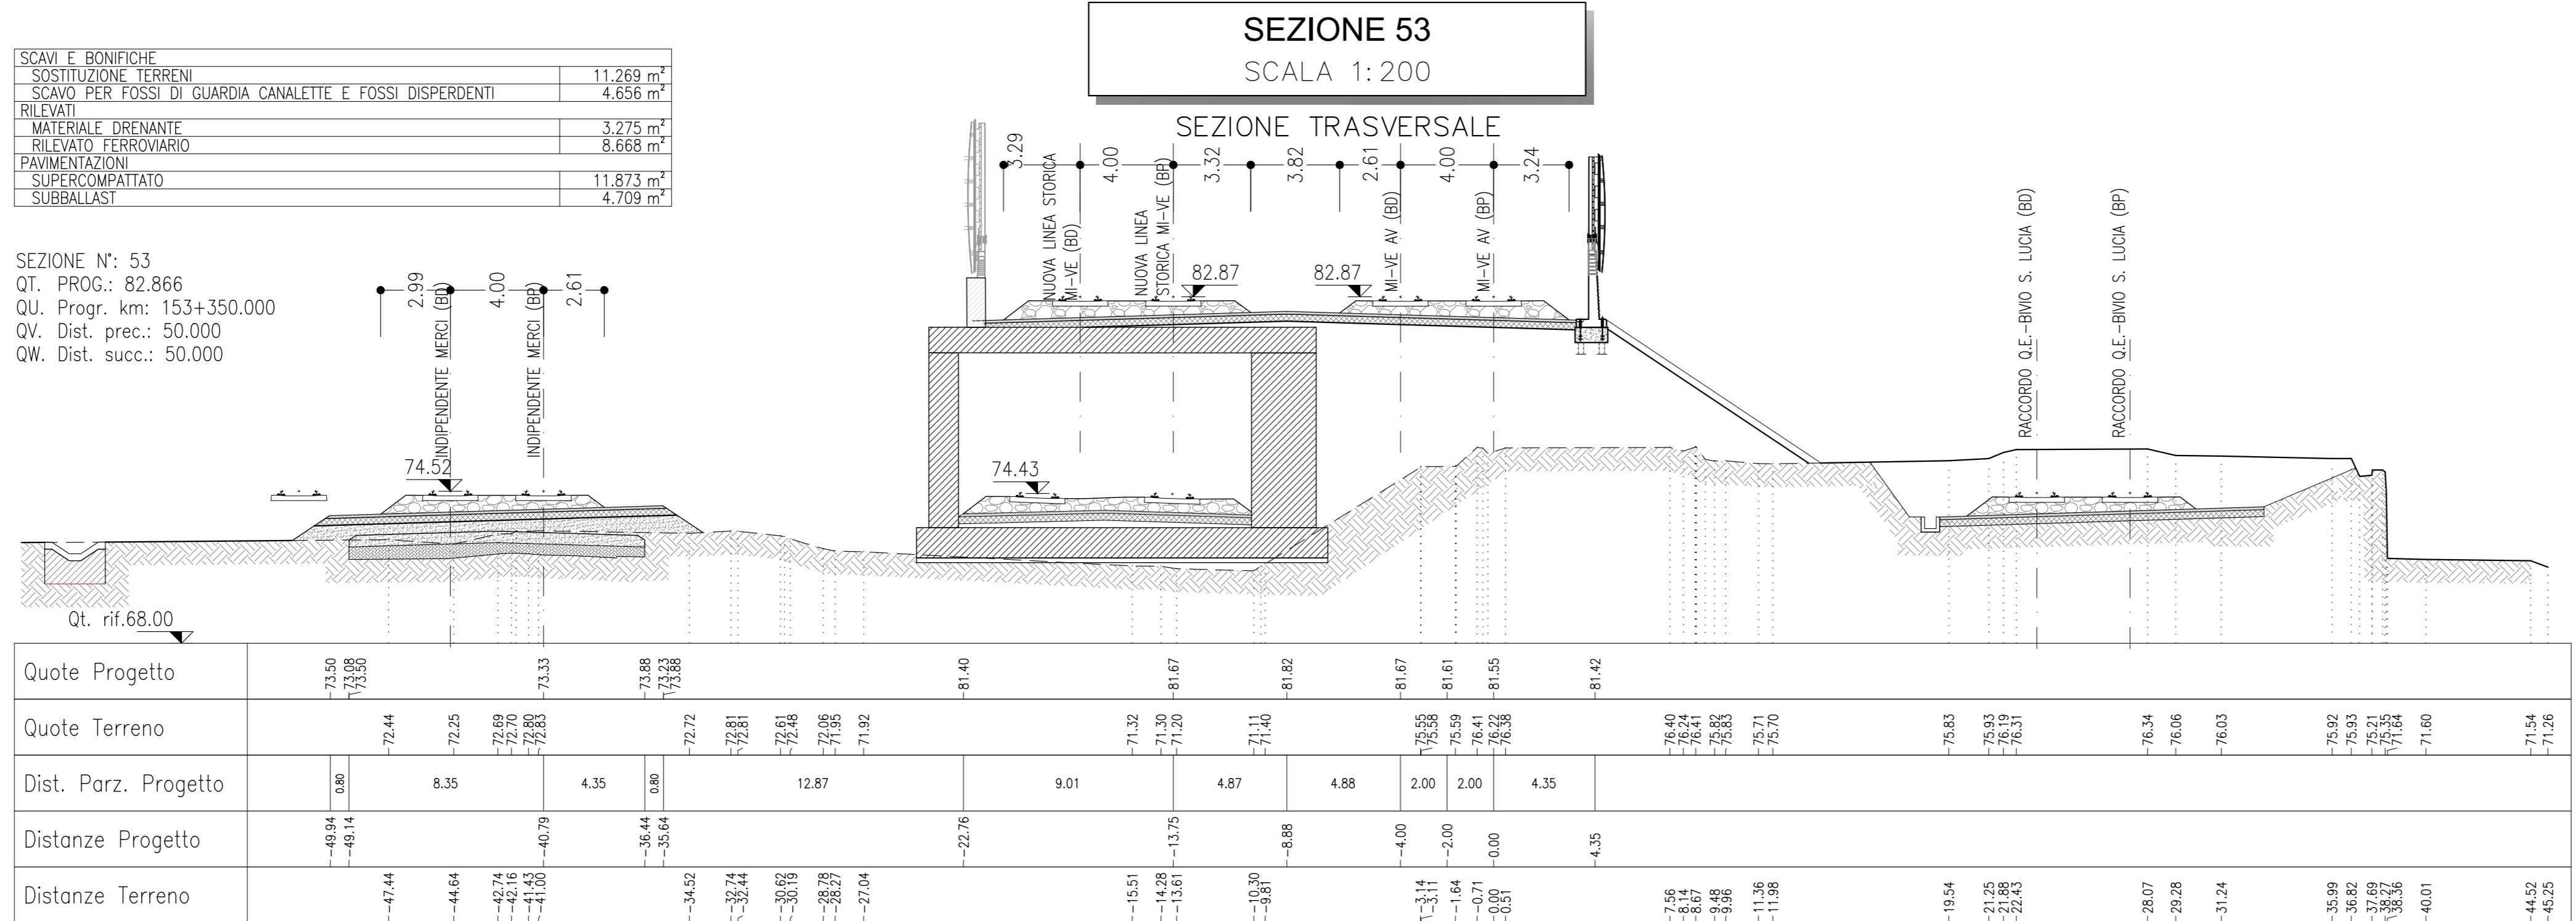 SEZIONE 53
SCALA 1:200
SEZIONE TRASVERSALE
SCAVI E BONIFICHE
SOSTITUZIONE TERRENI 11.269 m²
SCAVO PER FOSSI DI GUARDIA CANALETTE E FOSSI DISPERDENTI 4.656 m²
RILEVATI
MATERIALE DRENANTE 3.275 m²
RILEVATO FERROVIARIO 8.668 m²
PAVIMENTAZIONI
SUPERCOMPATTATO 11.873 m²
SUBBALLAST 4.709 m²
SEZIONE N°: 53
QT. PROG.: 82.866
QU. Progr. km: 153+350.000
QV. Dist. prec.: 50.000
QW. Dist. succ.: 50.000
2.99 4.00 2.61
INDIPENDENTE MERCI (BD)
INDIPENDENTE MERCI (BP)
74.52
3.29 4.00 3.32 3.82 2.61 4.00 3.24
NUOVA LINEA STORICA
MI-VE (BD)
NUOVA LINEA
STORICA MI-VE (BP)
MI-VE AV (BD)
MI-VE AV (BP)
82.87 82.87
74.43
RACCORDO Q.E.-BIVIO S. LUCIA (BD)
RACCORDO Q.E.-BIVIO S. LUCIA (BP)
Qt. rif.68.00
Quote Progetto 73.50 73.08 73.50 73.33 73.88 73.23 73.88 81.40 81.67 81.82 81.67 81.61 81.55 81.42
Quote Terreno 72.44 72.25 72.69 72.70 72.80 72.83 72.72 72.81 72.81 72.61 72.48 72.06 71.95 71.92 71.32 71.30 71.20 71.11 71.40 75.55 75.58 75.59 76.41 76.22 76.38 76.40 76.24 76.41 75.82 75.83 75.71 75.70 75.83 75.93 76.19 76.31 76.34 76.06 76.03 75.92 75.93 75.21 75.35 71.64 71.60 71.54 71.26
Dist. Parz. Progetto 0.80 8.35 4.35 0.80 12.87 9.01 4.87 4.88 2.00 2.00 4.35
Distanze Progetto -49.94 -49.14 -40.79 -36.44 -35.64 -22.76 -13.75 -8.88 -4.00 -2.00 0.00 4.35
Distanze Terreno -47.44 -44.64 -42.74 -42.16 -41.43 -41.00 -34.52 -32.74 -32.44 -30.62 -30.19 -28.78 -28.27 -27.04 -15.51 -14.28 -13.61 -10.30 -9.81 -3.14 -3.11 -1.64 -0.71 0.00 0.51 7.56 8.14 8.67 9.48 9.96 11.36 11.98 19.54 21.25 21.88 22.43 28.07 29.28 31.24 35.99 36.82 37.69 38.27 38.36 40.01 44.52 45.25